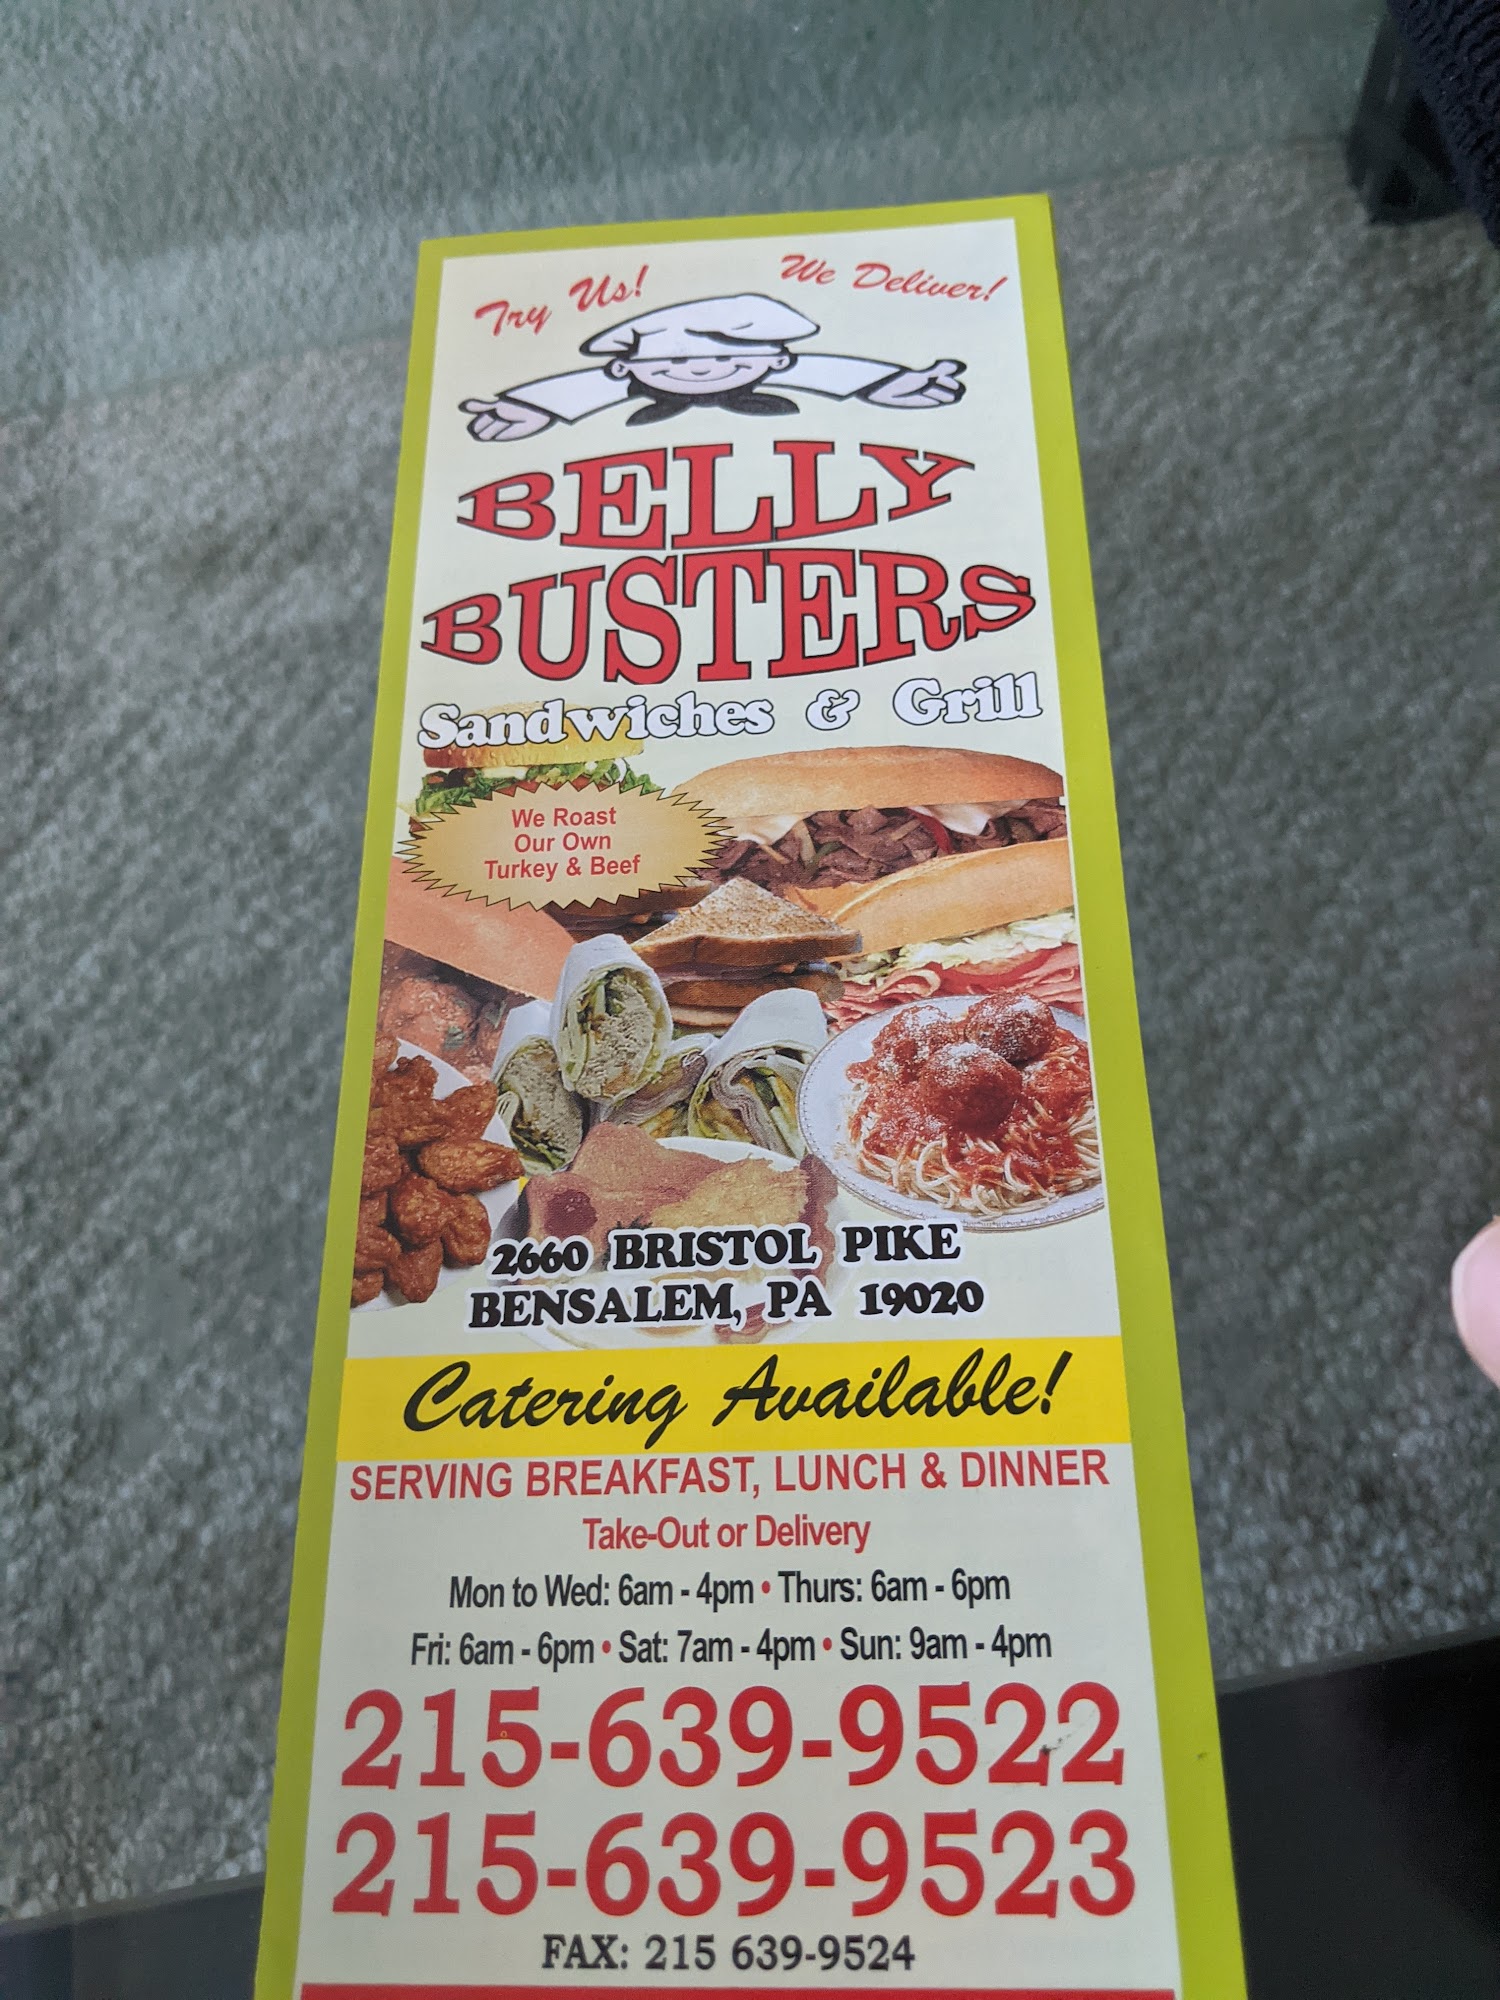 Try Us!
We Deliver!
BELLY
BUSTERS
Sandwiches & Grill
We Roast
Our Own
Turkey & Beef
2660 BRISTOL PIKE
BENSALEM, PA 19020
Catering Available!
SERVING BREAKFAST, LUNCH & DINNER
Take-Out or Delivery
Mon to Wed: 6am - 4pm • Thurs: 6am - 6pm
Fri: 6am - 6pm • Sat: 7am - 4pm • Sun: 9am - 4pm
215-639-9522
215-639-9523
FAX: 215 639-9524